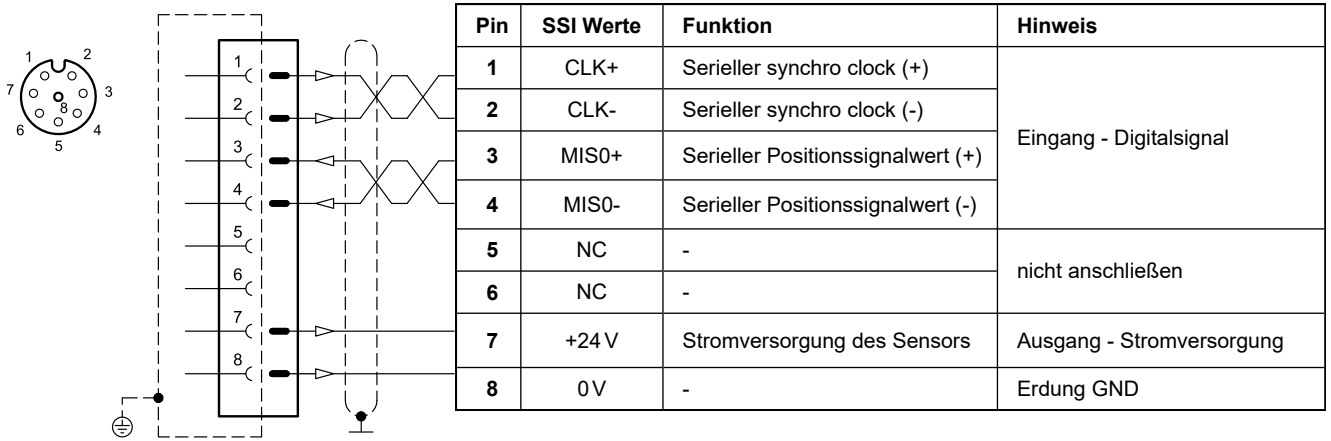 1
2
7
3
8
6
4
5
1
2
3
4
5
6
7
8
Pin SSI Werte Funktion Hinweis
1 CLK+ Serieller synchro clock (+)
2 CLK- Serieller synchro clock (-)
Eingang - Digitalsignal
3 MIS0+ Serieller Positionssignalwert (+)
4 MIS0- Serieller Positionssignalwert (-)
5 NC -
nicht anschließen
6 NC -
7 +24 V Stromversorgung des Sensors Ausgang - Stromversorgung
8 0 V - Erdung GND